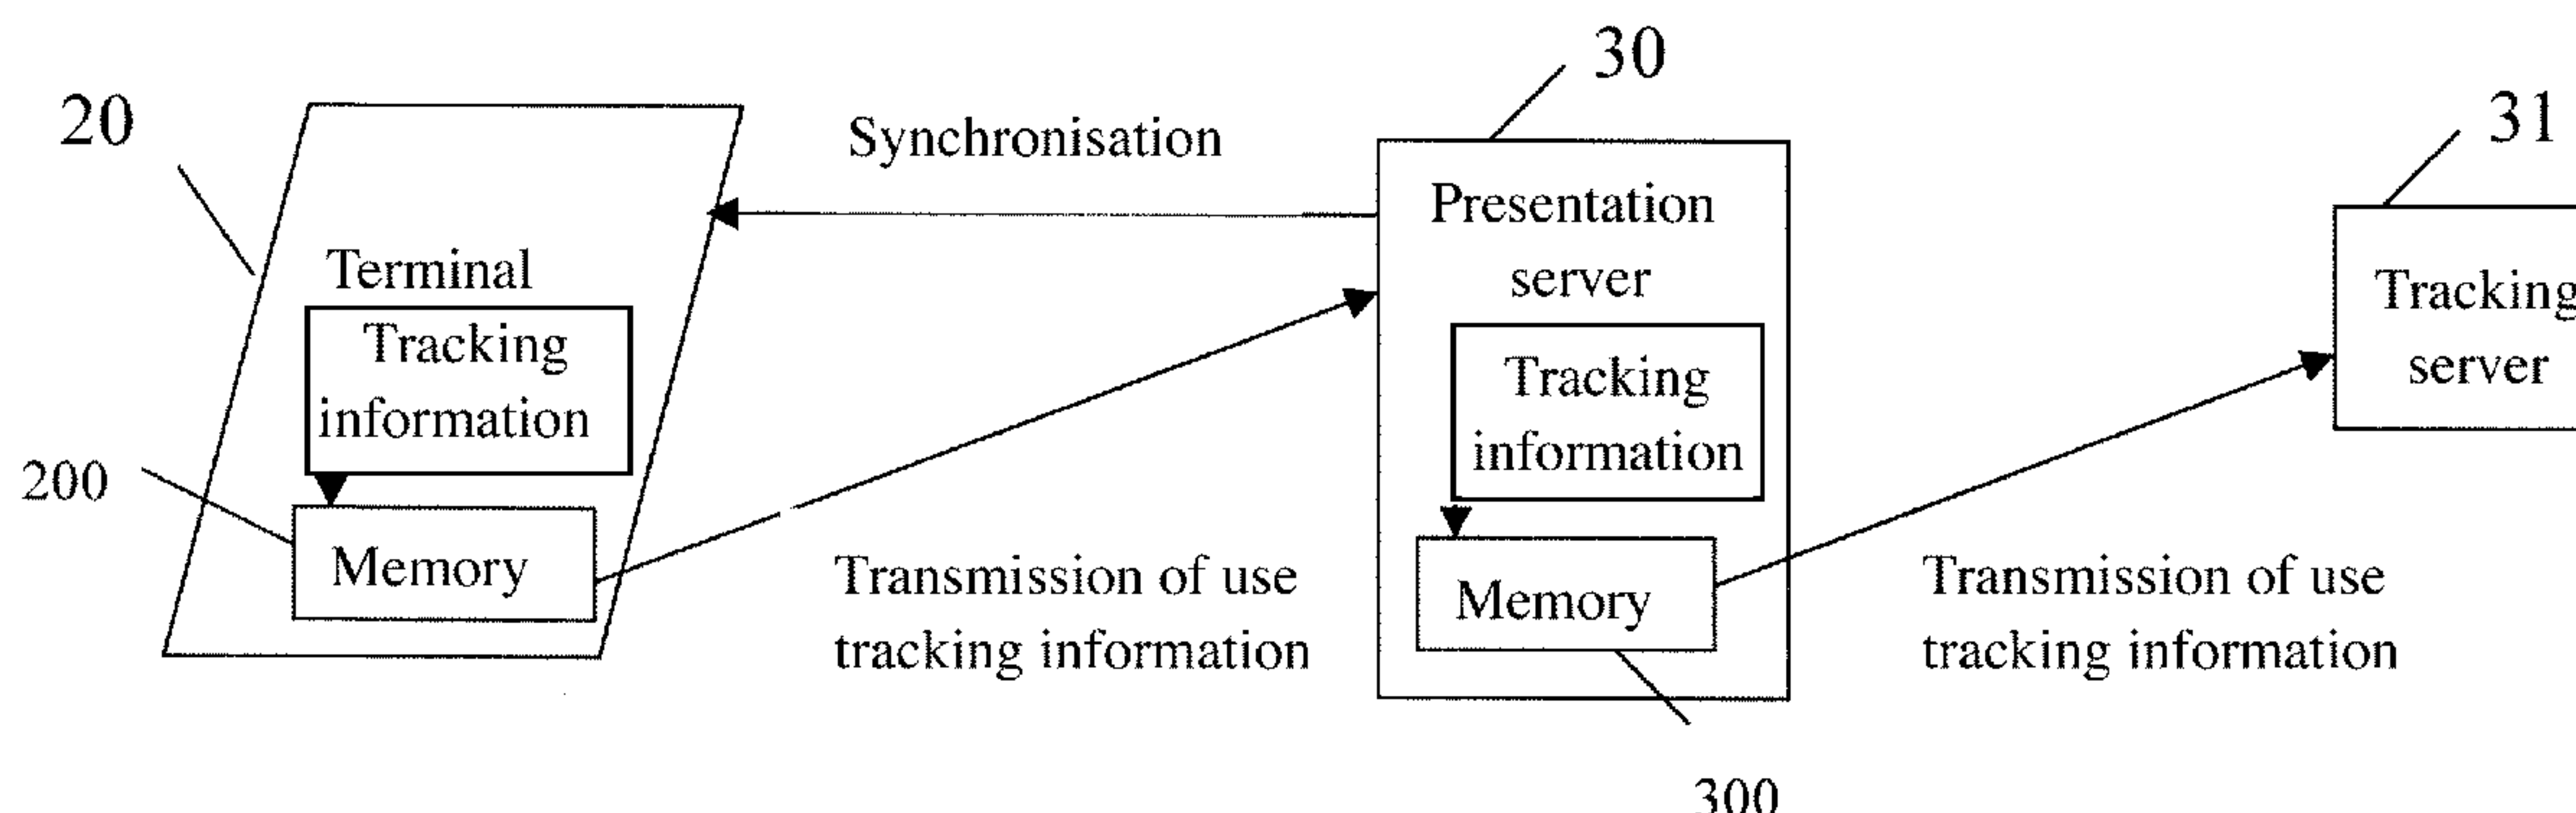 30
20
31
Synchronisation
Presentation
server
Terminal
Tracking
server
Tracking
information
Tracking
information
200
Memory
Memory
Transmission of use
tracking information
Transmission of use
tracking information
300